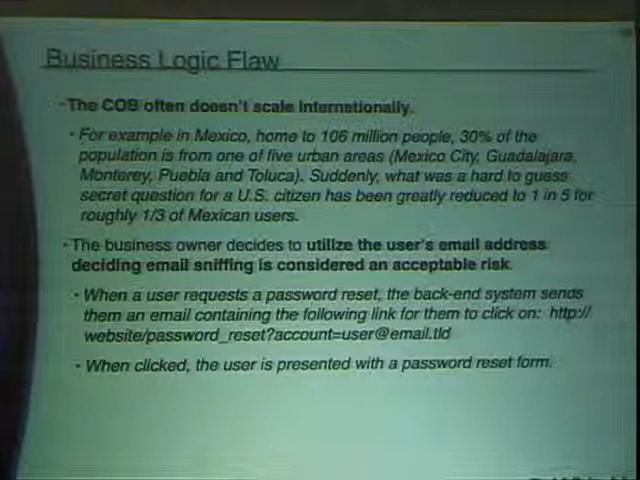 Business Logic Flaw
• The COB often doesn't scale internationally.
• For example in Mexico, home to 106 million people, 30% of the
population is from one of five urban areas (Mexico City, Guadalajara,
Monterey, Puebla and Toluca). Suddenly, what was a hard to guess
secret question for a U.S. citizen has been greatly reduced to 1 in 5 for
roughly 1/3 of Mexican users.
• The business owner decides to utilize the user's email address
deciding email sniffing is considered an acceptable risk.
• When a user requests a password reset, the back-end system sends
them an email containing the following link for them to click on: http://
website/password_reset?account=user@email.tld
• When clicked, the user is presented with a password reset form.